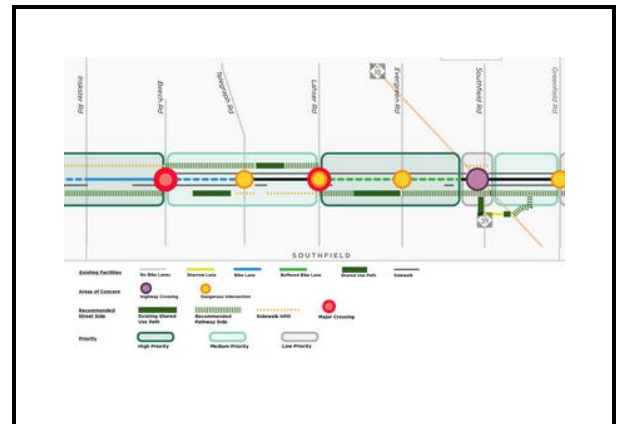 Inkster Rd
Beech Rd
Telegraph Rd
Lahser Rd
Evergreen Rd
Southfield Rd
Greenfield Rd
10
39
SOUTHFIELD
Existing Facilities
No Bike Lanes
Sharrow Lane
Bike Lane
Buffered Bike Lane
Shared Use Path
Sidewalk
Areas of Concern
Highway Crossing
Dangerous Intersection
Recommended
Street Side
Existing Shared
Use Path
Recommended
Pathway Side
Sidewalk Infill
Major Crossing
Priority
High Priority
Medium Priority
Low Priority